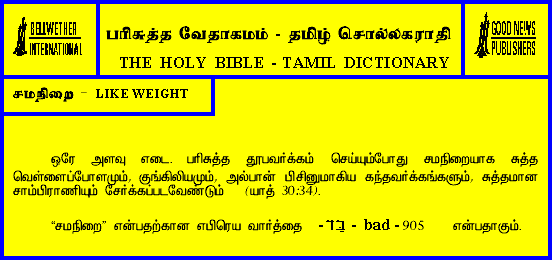 BELLWETHER
INTERNATIONAL
பரிசுத்த வேதாகமம் - தமிழ் சொல்லகராதி
THE HOLY BIBLE - TAMIL DICTIONARY
GOOD NEWS
PUBLISHERS
சமநிறை - LIKE WEIGHT
ஒரே அளவு எடை. பரிசுத்த தூபவர்க்கம் செய்யும்போது சமநிறையாக சுத்த
வெள்ளைப்போளமும், குங்கிலியமும், அல்பான் பிசினுமாகிய கந்தவர்க்கங்களும், சுத்தமான
சாம்பிராணியும் சேர்க்கப்படவேண்டும் (யாத் 30:34).
“சமநிறை” என்பதற்கான எபிரெய வார்த்தை - בַּד - bad - 905 என்பதாகும்.